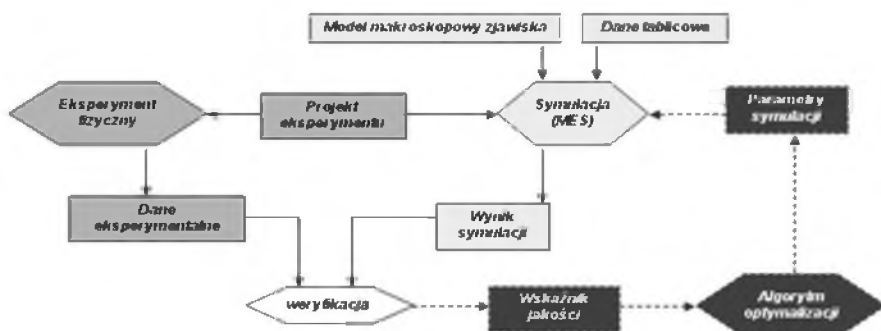 Model makroskopowy zjawiska
Dane tablicowe
Eksperyment
fizyczny
Projekt
eksperymentu
Symulacja
(MES)
Parametry
symulacji
Dane
eksperymentalne
Wynik
symulacji
weryfikacja
Wskaźnik
jakości
Algorytm
optymalizacji